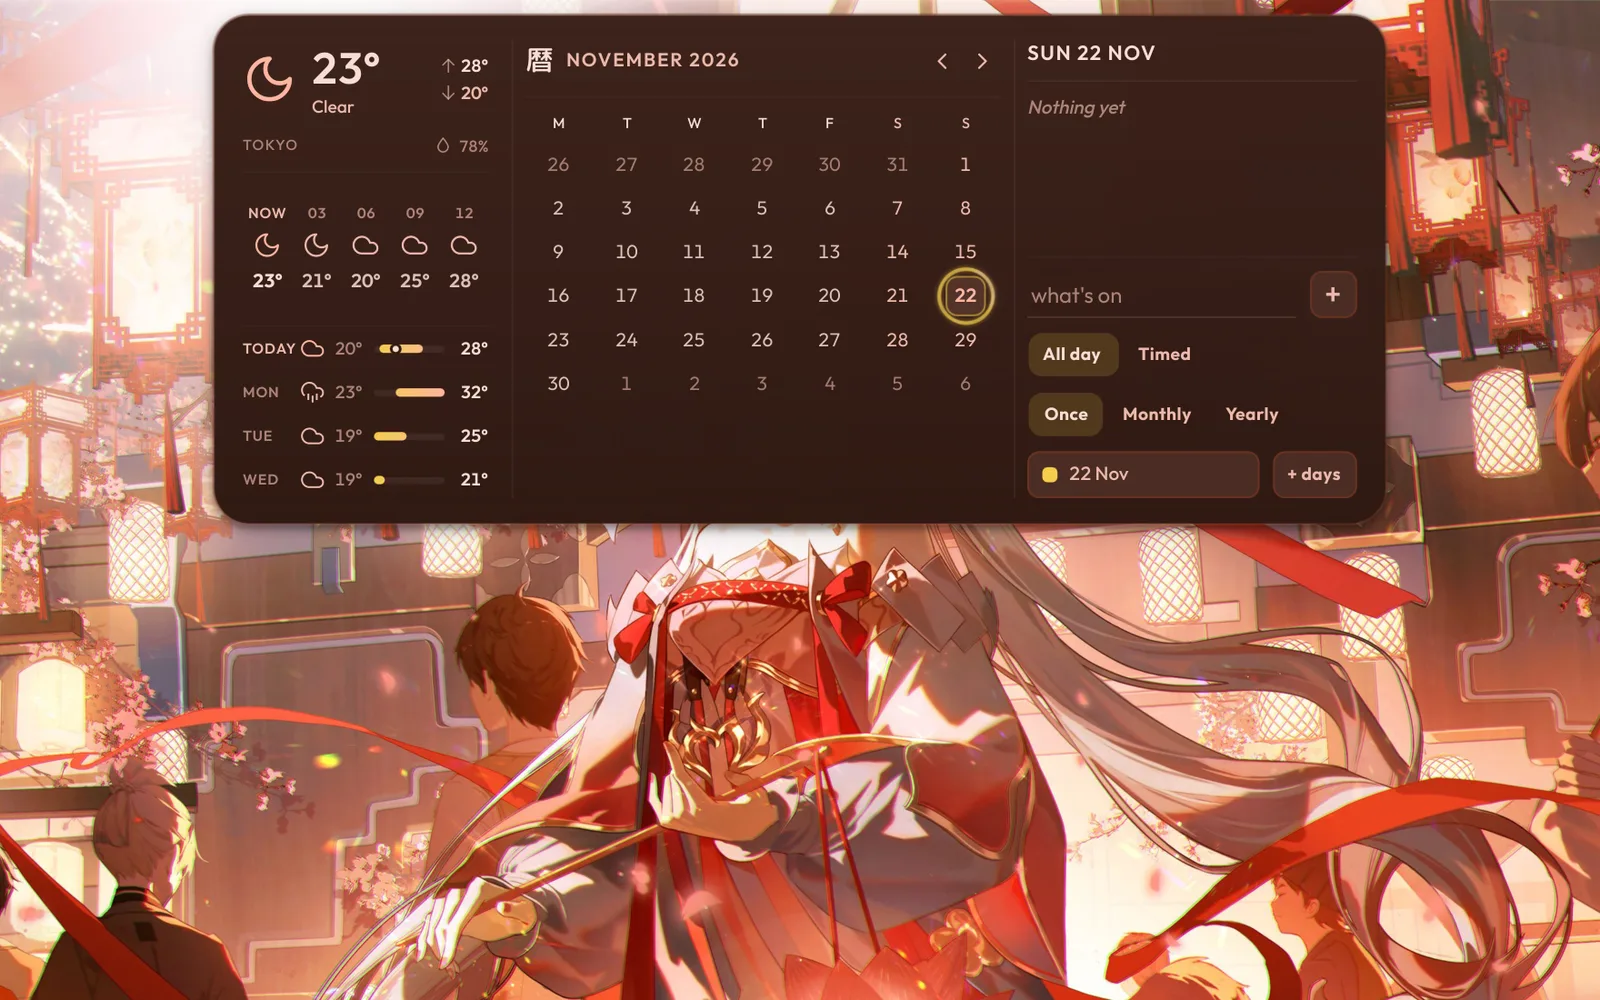 23°
↑ 28°
↓ 20°
Clear
TOKYO
78%
NOW 03 06 09 12
23° 21° 20° 25° 28°
TODAY 20° 28°
MON 23° 32°
TUE 19° 25°
WED 19° 21°
暦 NOVEMBER 2026
M T W T F S S
26 27 28 29 30 31 1
2 3 4 5 6 7 8
9 10 11 12 13 14 15
16 17 18 19 20 21 22
23 24 25 26 27 28 29
30 1 2 3 4 5 6
SUN 22 NOV
Nothing yet
what's on +
All day Timed
Once Monthly Yearly
22 Nov + days